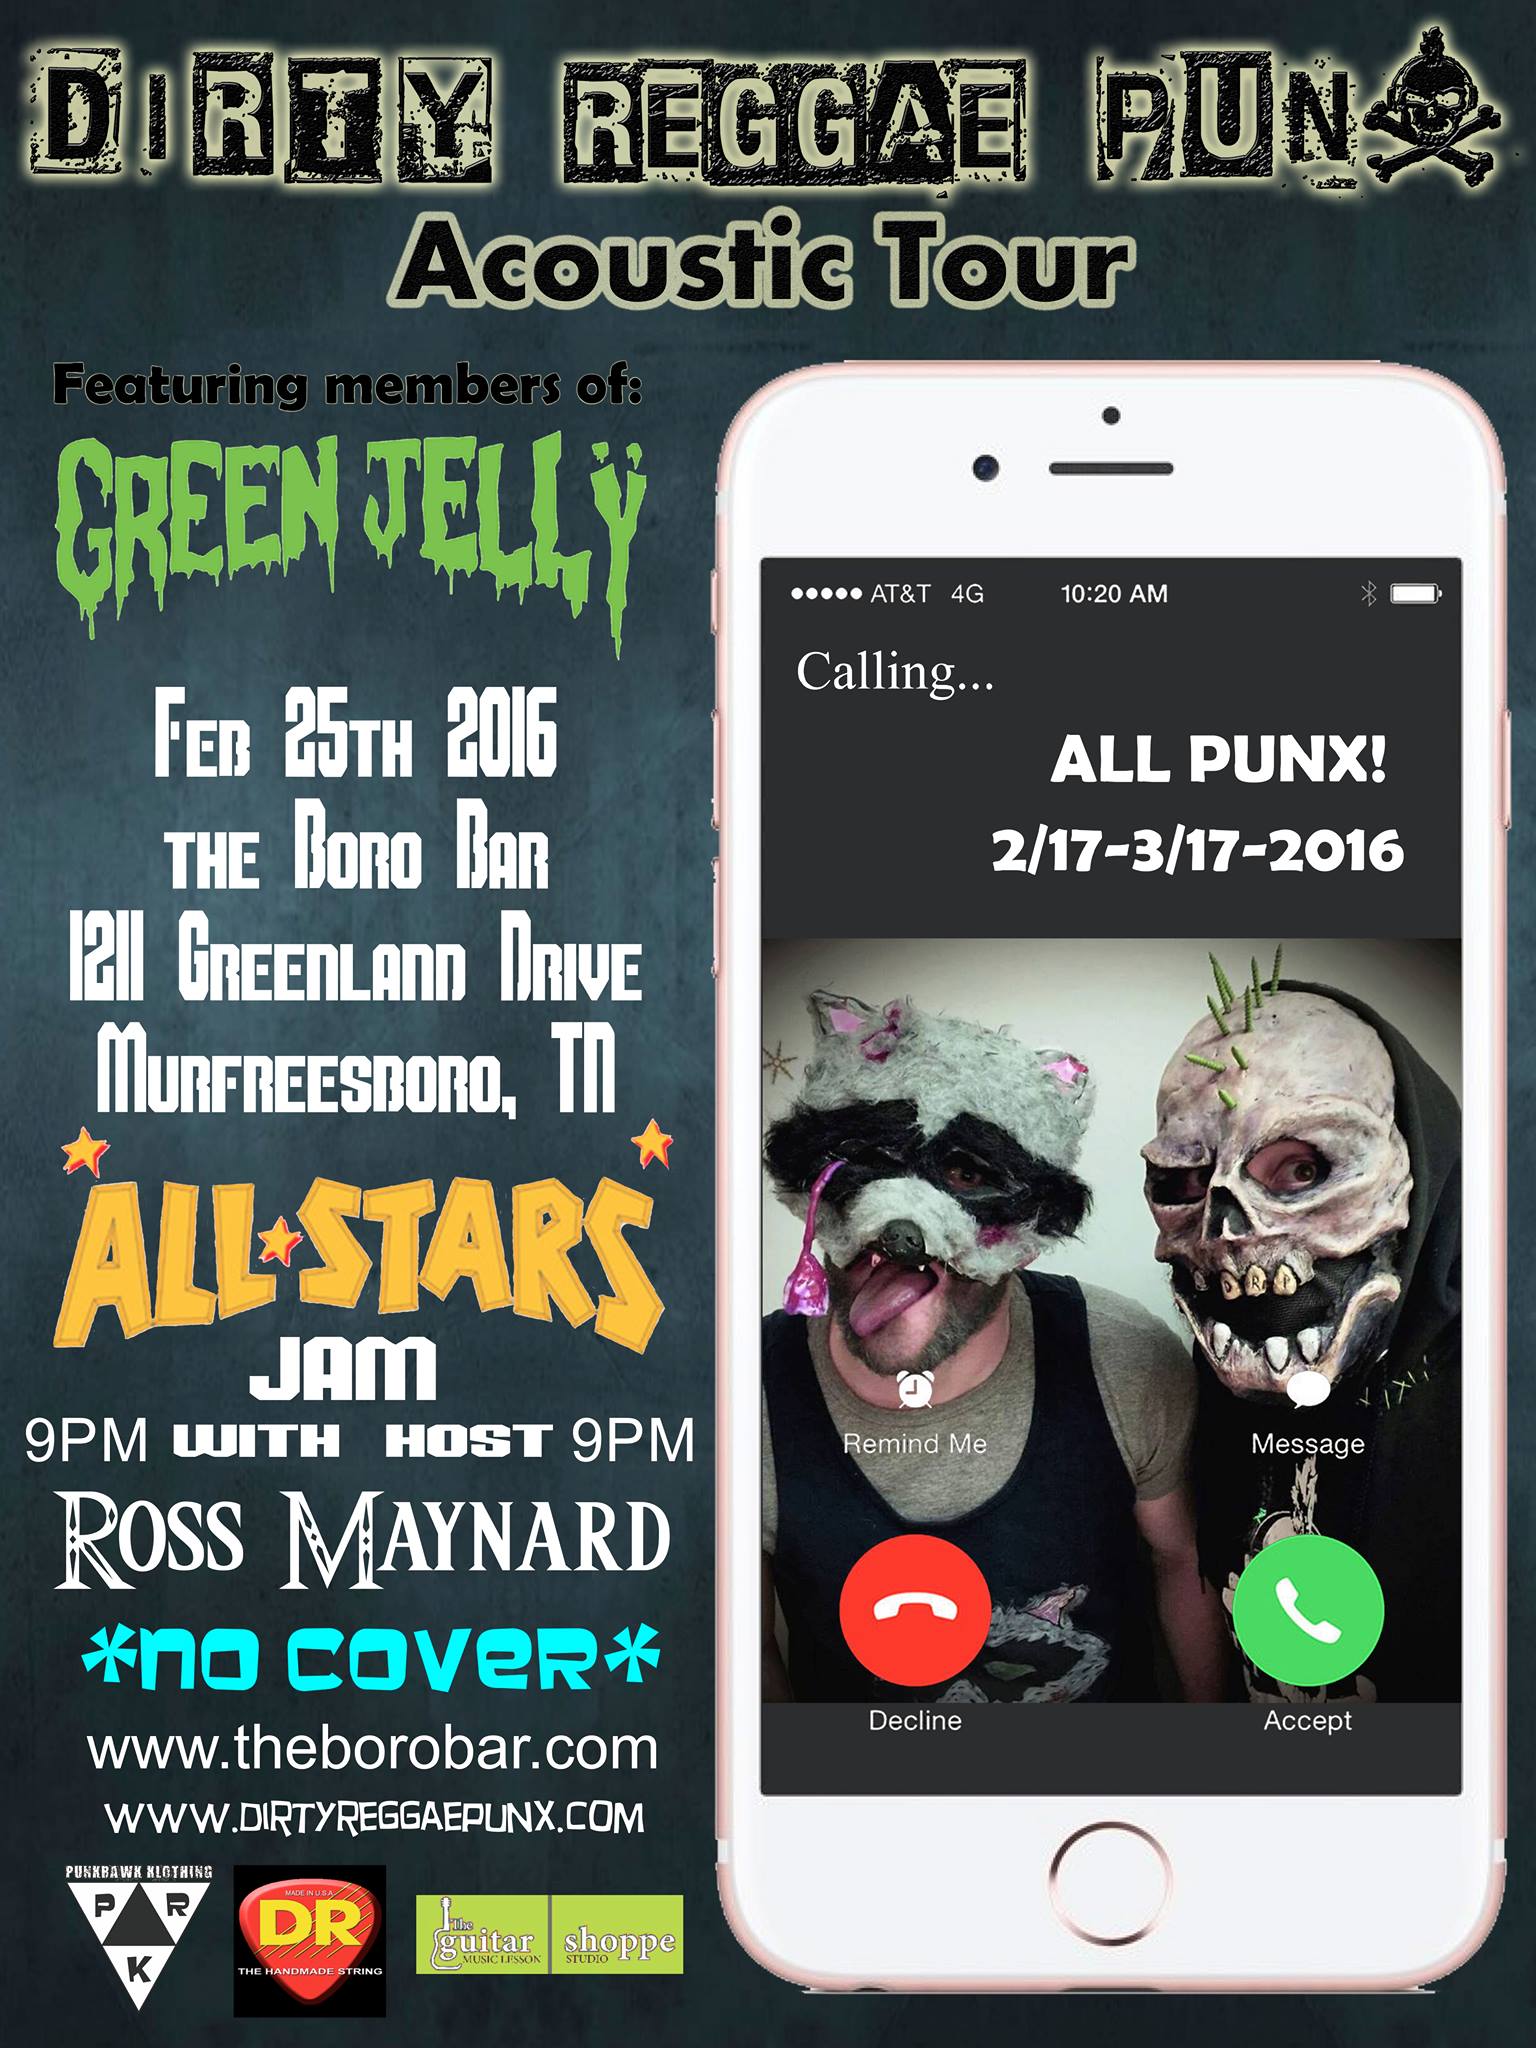 DIRTY REGGAE PUN
Acoustic Tour
Featuring members of:
GREEN JELLŸ
Feb 25th 2016
the Boro Bar
1211 Greenland Drive
Murfreesboro, TN
ALL STARS
JAM
9PM WITH HOST 9PM
Ross Maynard
*no cover*
www.theborobar.com
www.dirtyreggaepunx.com
PUNKRAWK KLOTHING
P R
K
MADE IN U.S.A.
DR
THE HANDMADE STRING
The
guitar shoppe
MUSIC LESSON STUDIO
AT&T 4G 10:20 AM
Calling...
ALL PUNX!
2/17-3/17-2016
DRP
Remind Me Message
Decline Accept